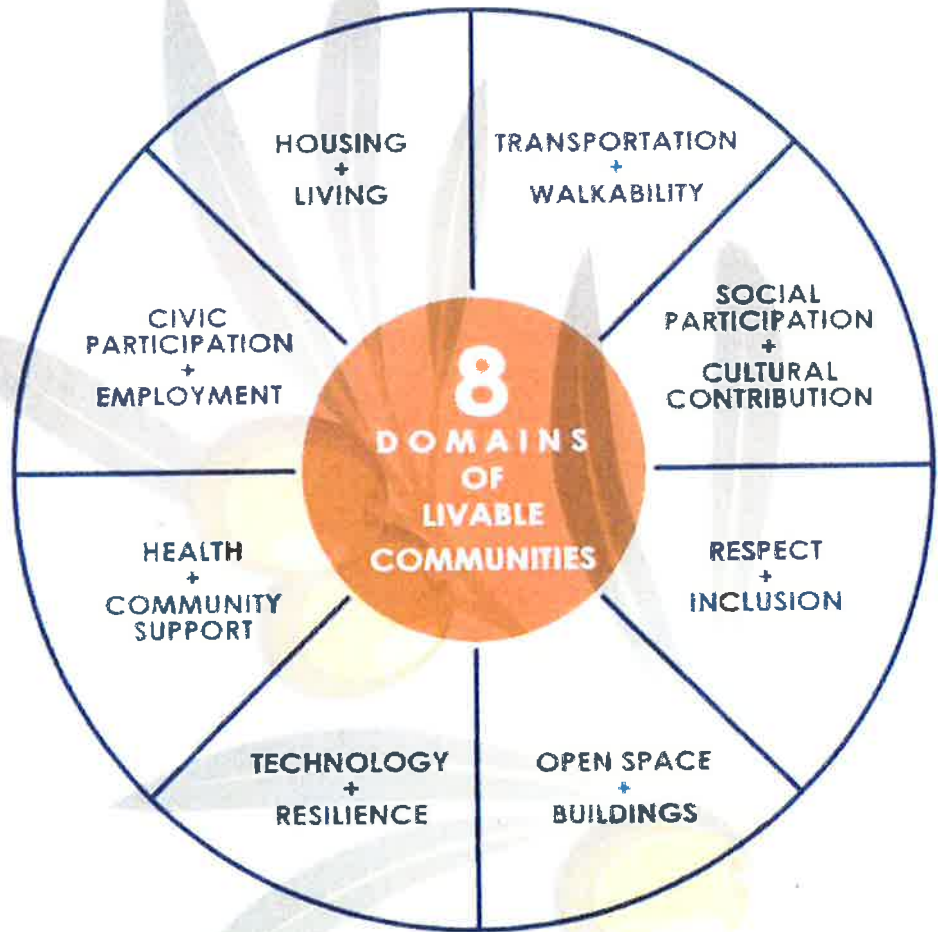 HOUSING
+
LIVING
TRANSPORTATION
+
WALKABILITY
SOCIAL
PARTICIPATION
+
CULTURAL
CONTRIBUTION
RESPECT
+
INCLUSION
OPEN SPACE
+
BUILDINGS
TECHNOLOGY
+
RESILIENCE
HEALTH
+
COMMUNITY
SUPPORT
CIVIC
PARTICIPATION
+
EMPLOYMENT
8
DOMAINS
OF
LIVABLE
COMMUNITIES